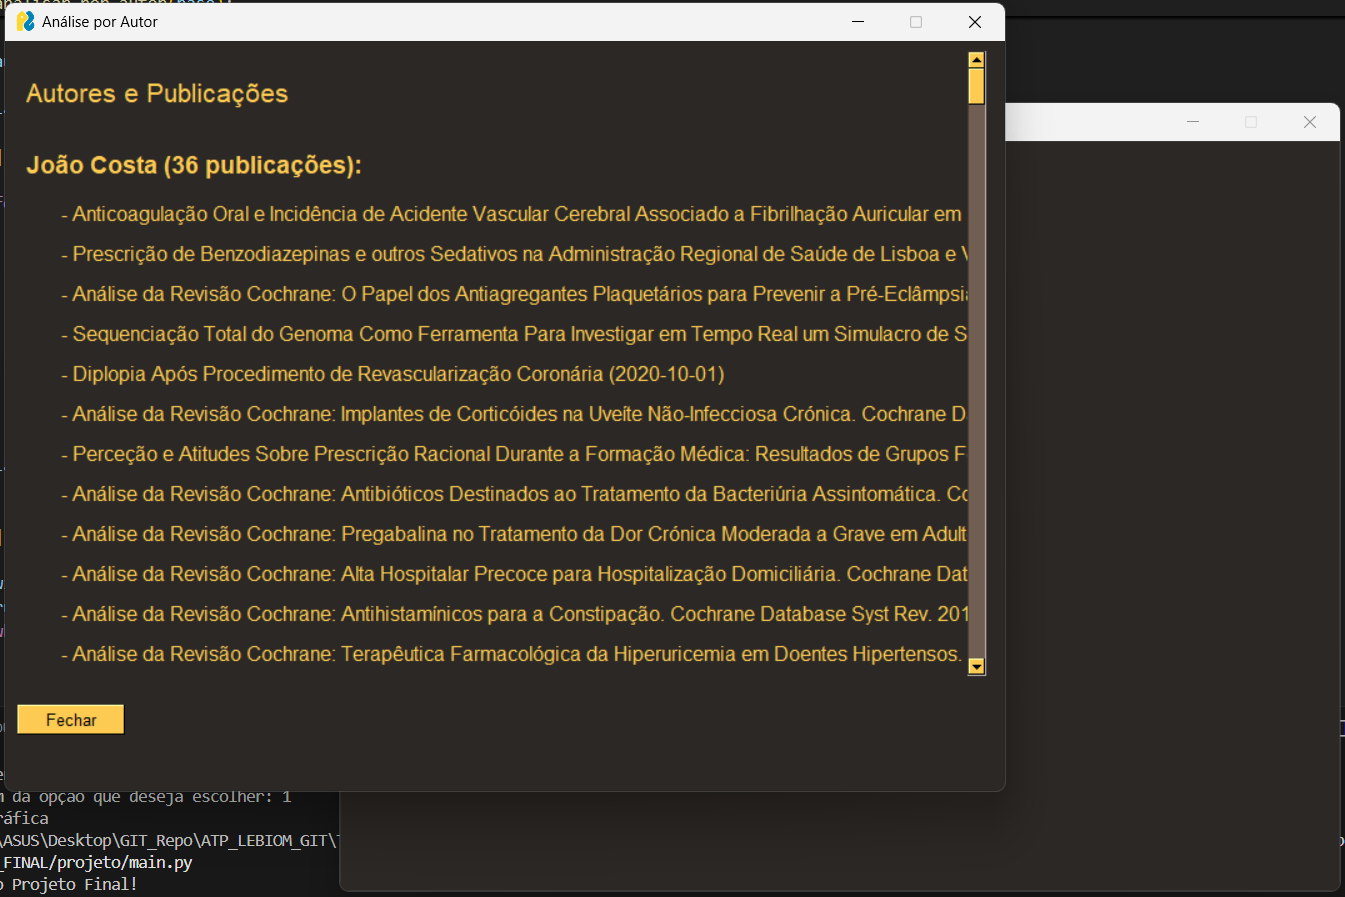 Análise por Autor
Autores e Publicações
João Costa (36 publicações):
- Anticoagulação Oral e Incidência de Acidente Vascular Cerebral Associado a Fibrilhação Auricular em
- Prescrição de Benzodiazepinas e outros Sedativos na Administração Regional de Saúde de Lisboa e
- Análise da Revisão Cochrane: O Papel dos Antiagregantes Plaquetários para Prevenir a Pré-Eclâmpsia
- Sequenciação Total do Genoma Como Ferramenta Para Investigar em Tempo Real um Simulacro de S
- Diplopia Após Procedimento de Revascularização Coronária (2020-10-01)
- Análise da Revisão Cochrane: Implantes de Corticóides na Uveíte Não-Infecciosa Crónica. Cochrane D
- Perceção e Atitudes Sobre Prescrição Racional Durante a Formação Médica: Resultados de Grupos F
- Análise da Revisão Cochrane: Antibióticos Destinados ao Tratamento da Bacteriúria Assintomática. Co
- Análise da Revisão Cochrane: Pregabalina no Tratamento da Dor Crónica Moderada a Grave em Adult
- Análise da Revisão Cochrane: Alta Hospitalar Precoce para Hospitalização Domiciliária. Cochrane Dat
- Análise da Revisão Cochrane: Antihistamínicos para a Constipação. Cochrane Database Syst Rev. 201
- Análise da Revisão Cochrane: Terapêutica Farmacológica da Hiperuricemia em Doentes Hipertensos.
Fechar
da opção que deseja escolher: 1
ráfica
\ASUS\Desktop\GIT_Repo\ATP_LEBIOM_GIT\
_FINAL/projeto/main.py
o Projeto Final!